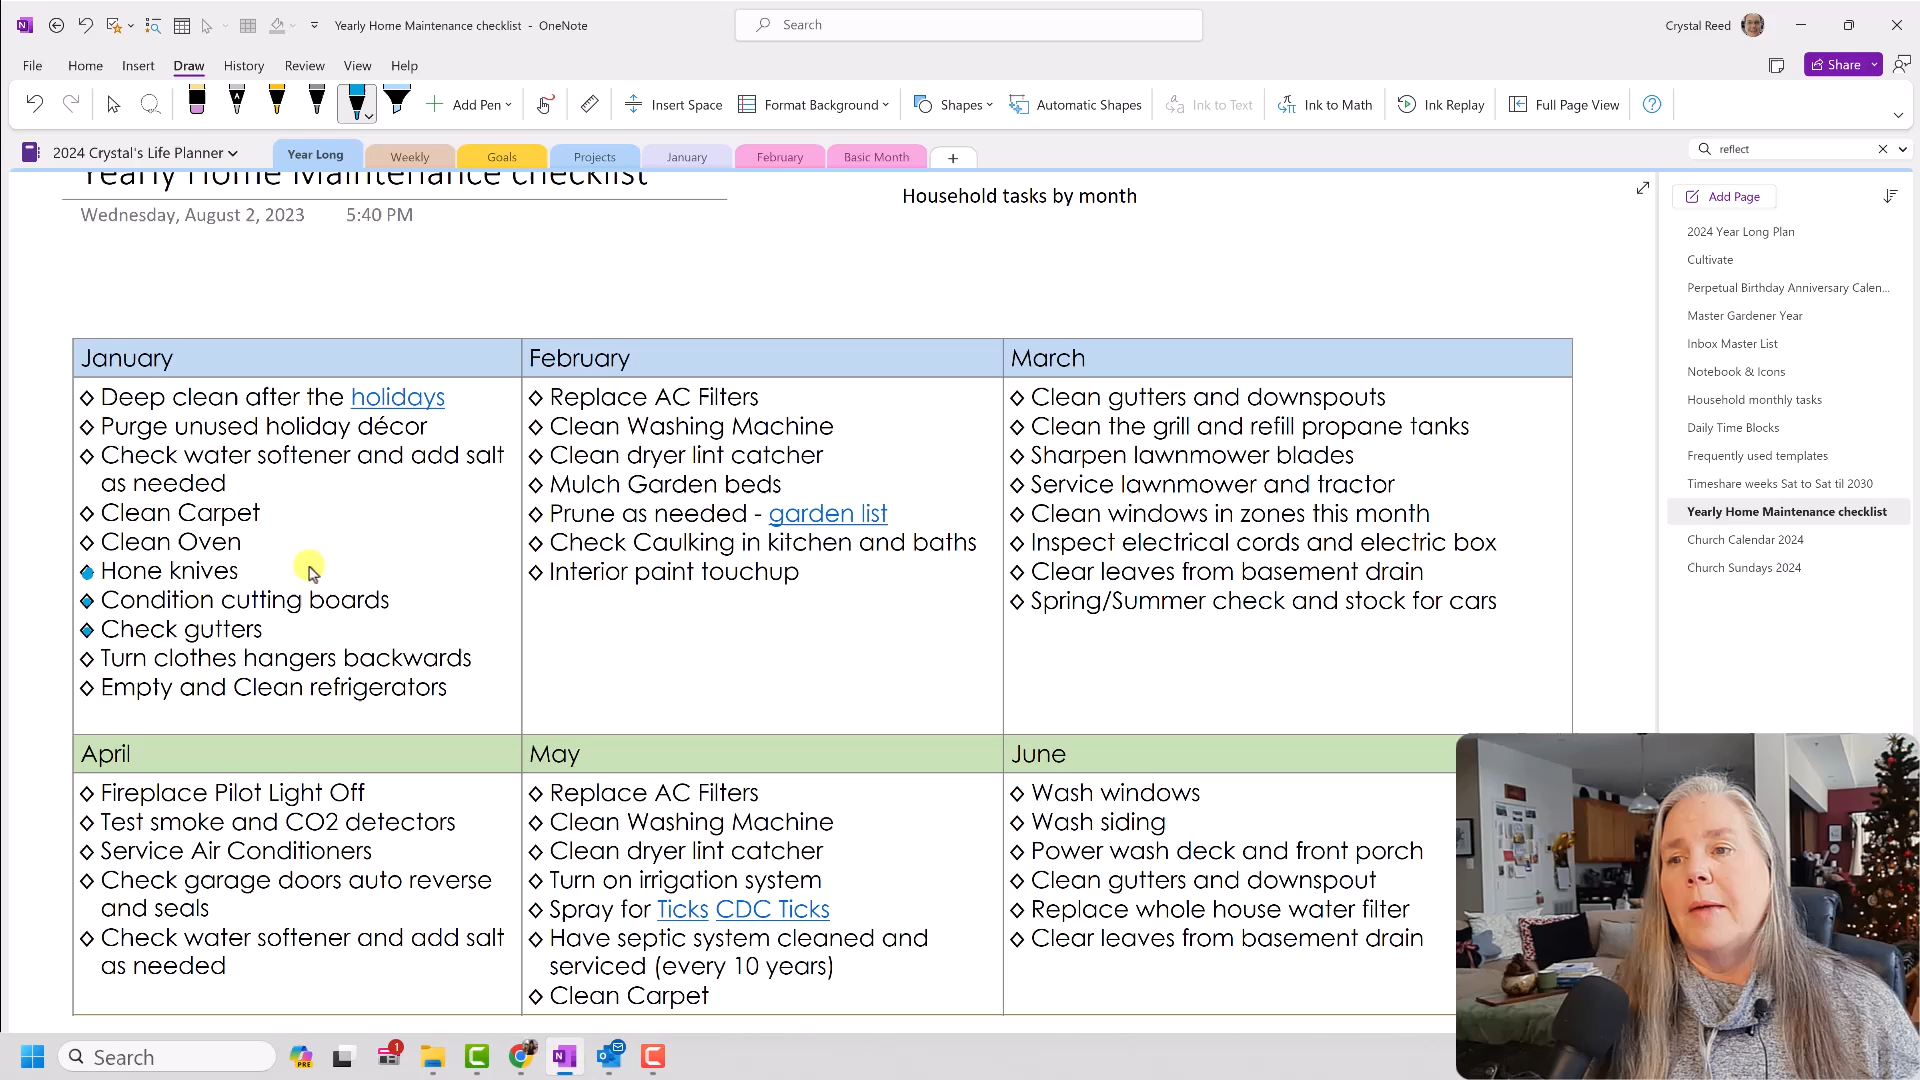 Yearly Home Maintenance checklist - OneNote
Search
Crystal Reed
File Home Insert Draw History Review View Help
Share
Add Pen
Insert Space
Format Background
Shapes
Automatic Shapes
Ink to Text
Ink to Math
Ink Replay
Full Page View
2024 Crystal's Life Planner
Year Long
Weekly
Goals
Projects
January
February
Basic Month
reflect
Yearly Home Maintenance checklist
Wednesday, August 2, 2023 5:40 PM
Household tasks by month
January
Deep clean after the holidays
Purge unused holiday décor
Check water softener and add salt
as needed
Clean Carpet
Clean Oven
Hone knives
Condition cutting boards
Check gutters
Turn clothes hangers backwards
Empty and Clean refrigerators
February
Replace AC Filters
Clean Washing Machine
Clean dryer lint catcher
Mulch Garden beds
Prune as needed - garden list
Check Caulking in kitchen and baths
Interior paint touchup
March
Clean gutters and downspouts
Clean the grill and refill propane tanks
Sharpen lawnmower blades
Service lawnmower and tractor
Clean windows in zones this month
Inspect electrical cords and electric box
Clear leaves from basement drain
Spring/Summer check and stock for cars
April
Fireplace Pilot Light Off
Test smoke and CO2 detectors
Service Air Conditioners
Check garage doors auto reverse
and seals
Check water softener and add salt
as needed
May
Replace AC Filters
Clean Washing Machine
Clean dryer lint catcher
Turn on irrigation system
Spray for Ticks CDC Ticks
Have septic system cleaned and
serviced (every 10 years)
Clean Carpet
June
Wash windows
Wash siding
Power wash deck and front porch
Clean gutters and downspout
Replace whole house water filter
Clear leaves from basement drain
Add Page
2024 Year Long Plan
Cultivate
Perpetual Birthday Anniversary Calen...
Master Gardener Year
Inbox Master List
Notebook & Icons
Household monthly tasks
Daily Time Blocks
Frequently used templates
Timeshare weeks Sat to Sat til 2030
Yearly Home Maintenance checklist
Church Calendar 2024
Church Sundays 2024
Search
PRE
1